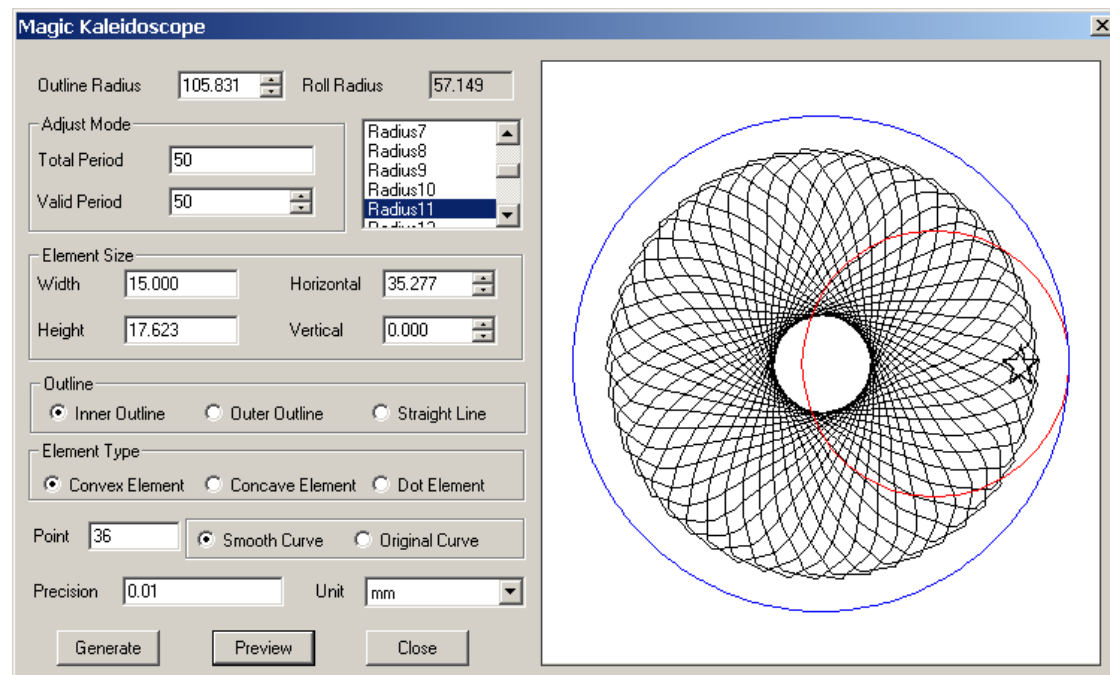 Magic Kaleidoscope
Outline Radius 105.831 Roll Radius 57.149
Adjust Mode
Total Period 50
Valid Period 50
Radius7
Radius8
Radius9
Radius10
Radius11
Element Size
Width 15.000 Horizontal 35.277
Height 17.623 Vertical 0.000
Outline
Inner Outline Outer Outline Straight Line
Element Type
Convex Element Concave Element Dot Element
Point 36 Smooth Curve Original Curve
Precision 0.01 Unit mm
Generate Preview Close